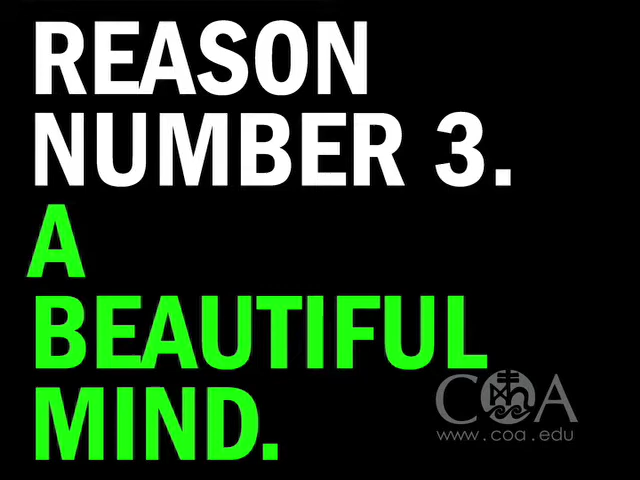 REASON
NUMBER 3.
A
BEAUTIFUL
MIND.
COA
www.coa.edu